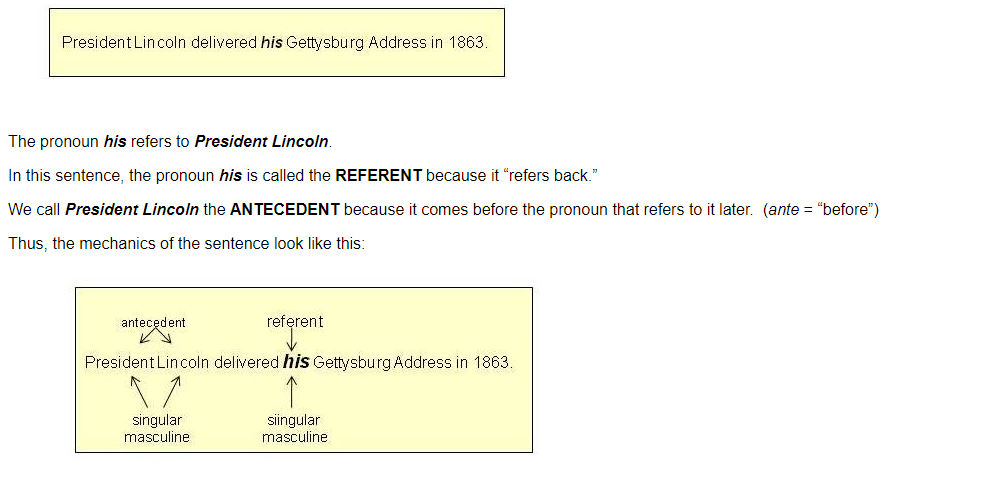 President Lincoln delivered his Gettysburg Address in 1863.
The pronoun his refers to President Lincoln.
In this sentence, the pronoun his is called the REFERENT because it “refers back.”
We call President Lincoln the ANTECEDENT because it comes before the pronoun that refers to it later.  (ante = “before”)
Thus, the mechanics of the sentence look like this:
antecedent referent
President Lincoln delivered his Gettysburg Address in 1863.
singular siingular
masculine masculine